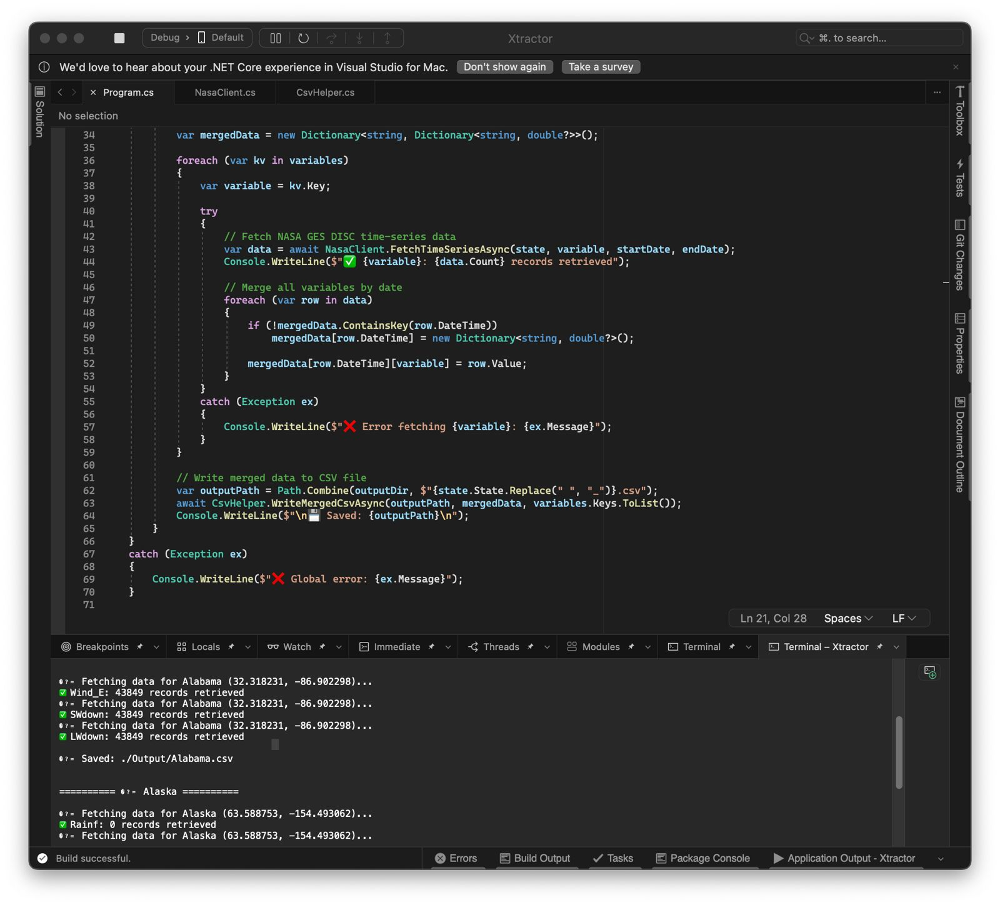 Debug › Default
Xtractor
⌘. to search...
We'd love to hear about your .NET Core experience in Visual Studio for Mac. Don't show again Take a survey
Solution
Program.cs NasaClient.cs CsvHelper.cs ...
No selection
34 var mergedData = new Dictionary<string, Dictionary<string, double?>>();
35
36 foreach (var kv in variables)
37 {
38 var variable = kv.Key;
39
40 try
41 {
42 // Fetch NASA GES DISC time-series data
43 var data = await NasaClient.FetchTimeSeriesAsync(state, variable, startDate, endDate);
44 Console.WriteLine($"✅ {variable}: {data.Count} records retrieved");
45
46 // Merge all variables by date
47 foreach (var row in data)
48 {
49 if (!mergedData.ContainsKey(row.DateTime))
50 mergedData[row.DateTime] = new Dictionary<string, double?>();
51
52 mergedData[row.DateTime][variable] = row.Value;
53 }
54 }
55 catch (Exception ex)
56 {
57 Console.WriteLine($"❌ Error fetching {variable}: {ex.Message}");
58 }
59 }
60
61 // Write merged data to CSV file
62 var outputPath = Path.Combine(outputDir, $"{state.State.Replace(" ", "_")}.csv");
63 await CsvHelper.WriteMergedCsvAsync(outputPath, mergedData, variables.Keys.ToList());
64 Console.WriteLine($"\n💾 Saved: {outputPath}\n");
65 }
66 }
67 catch (Exception ex)
68 {
69 Console.WriteLine($"❌ Global error: {ex.Message}");
70 }
71
Ln 21, Col 28 Spaces LF
Toolbox
Tests
Git Changes
Properties
Document Outline
Breakpoints Locals Watch Immediate Threads Modules Terminal Terminal – Xtractor
�?= Fetching data for Alabama (32.318231, -86.902298)...
✅ Wind_E: 43849 records retrieved
�?= Fetching data for Alabama (32.318231, -86.902298)...
✅ SWdown: 43849 records retrieved
�?= Fetching data for Alabama (32.318231, -86.902298)...
✅ LWdown: 43849 records retrieved
�?= Saved: ./Output/Alabama.csv
========== �?= Alaska ==========
�?= Fetching data for Alaska (63.588753, -154.493062)...
✅ Rainf: 0 records retrieved
�?= Fetching data for Alaska (63.588753, -154.493062)...
Build successful.
Errors Build Output Tasks Package Console Application Output - Xtractor